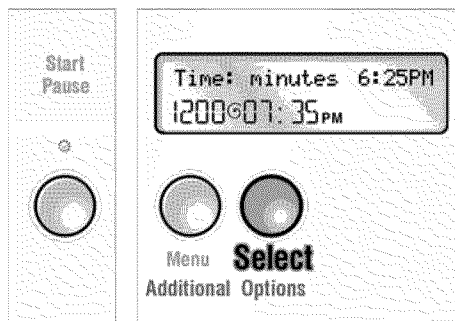 Start
Pause
Time: minutes 6:25PM
1200 07:35PM
Menu Select
Additional Options